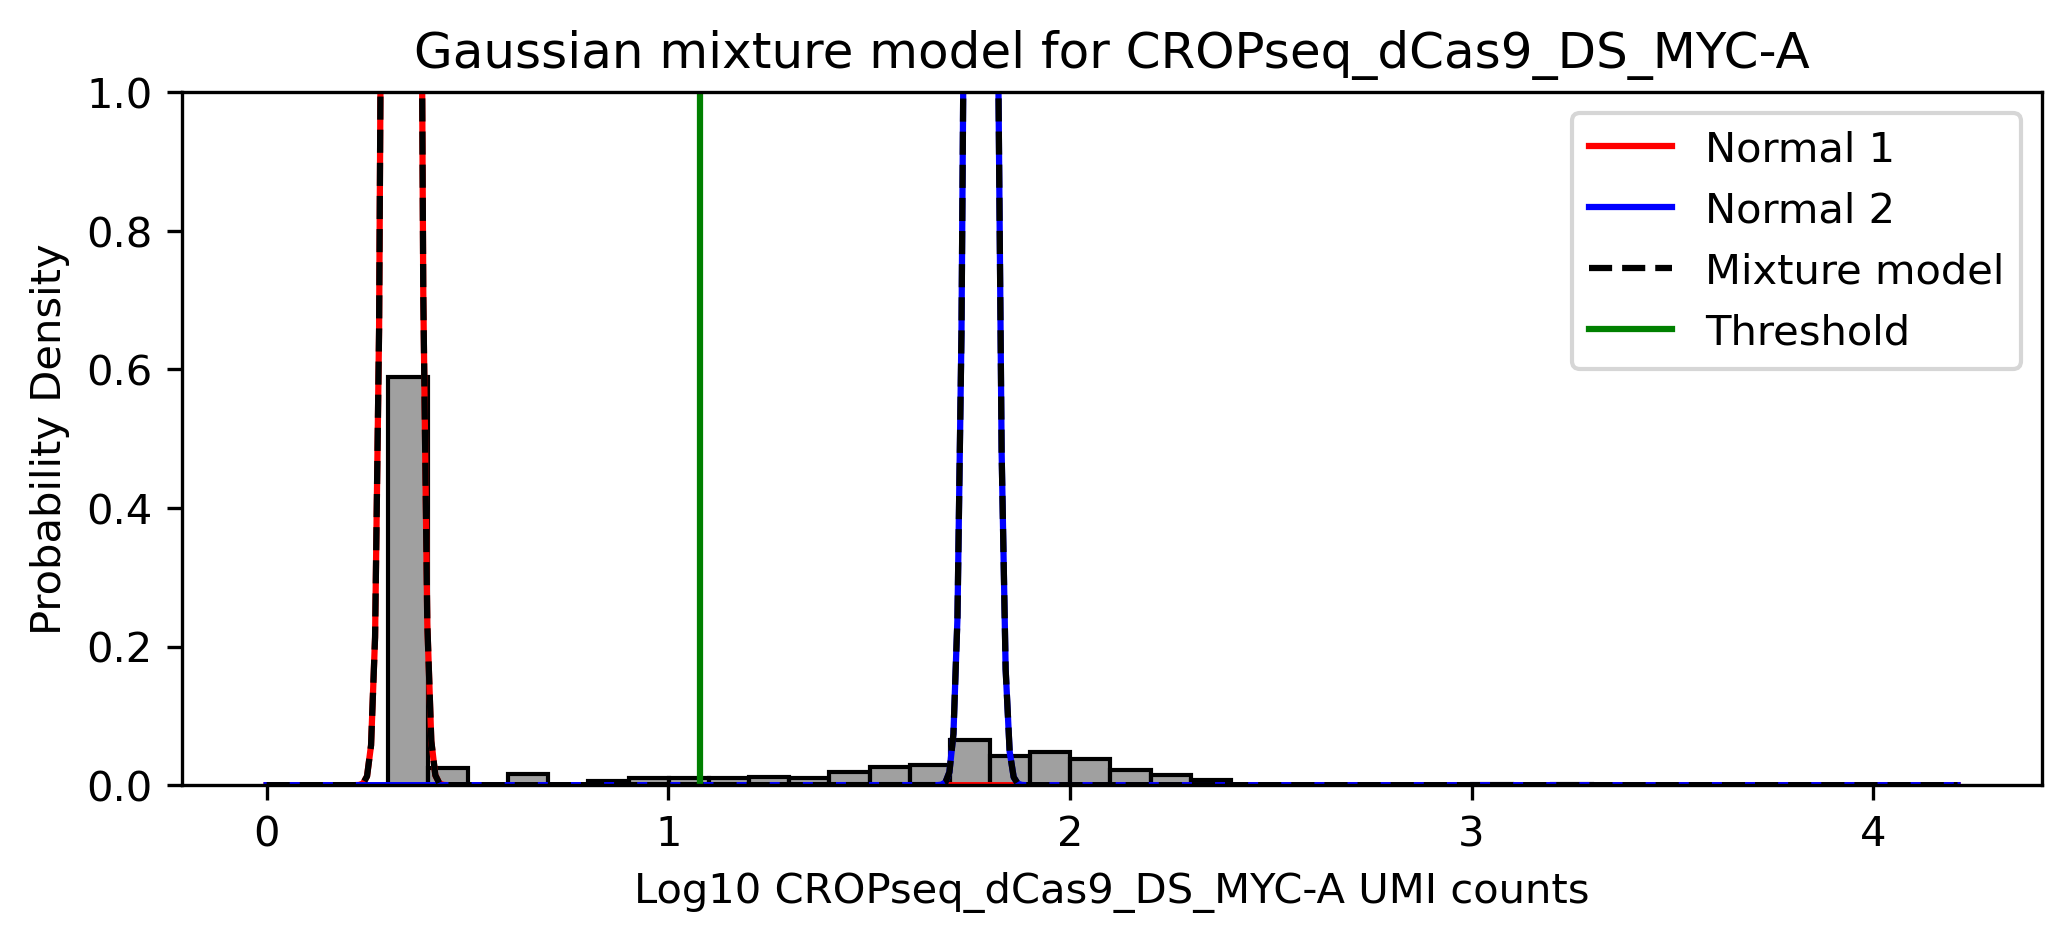 Gaussian mixture model for CROPseq_dCas9_DS_MYC-A
1.0
0.8
0.6
0.4
0.2
0.0
Probability Density
Normal 1
Normal 2
Mixture model
Threshold
0 1 2 3 4
Log10 CROPseq_dCas9_DS_MYC-A UMI counts